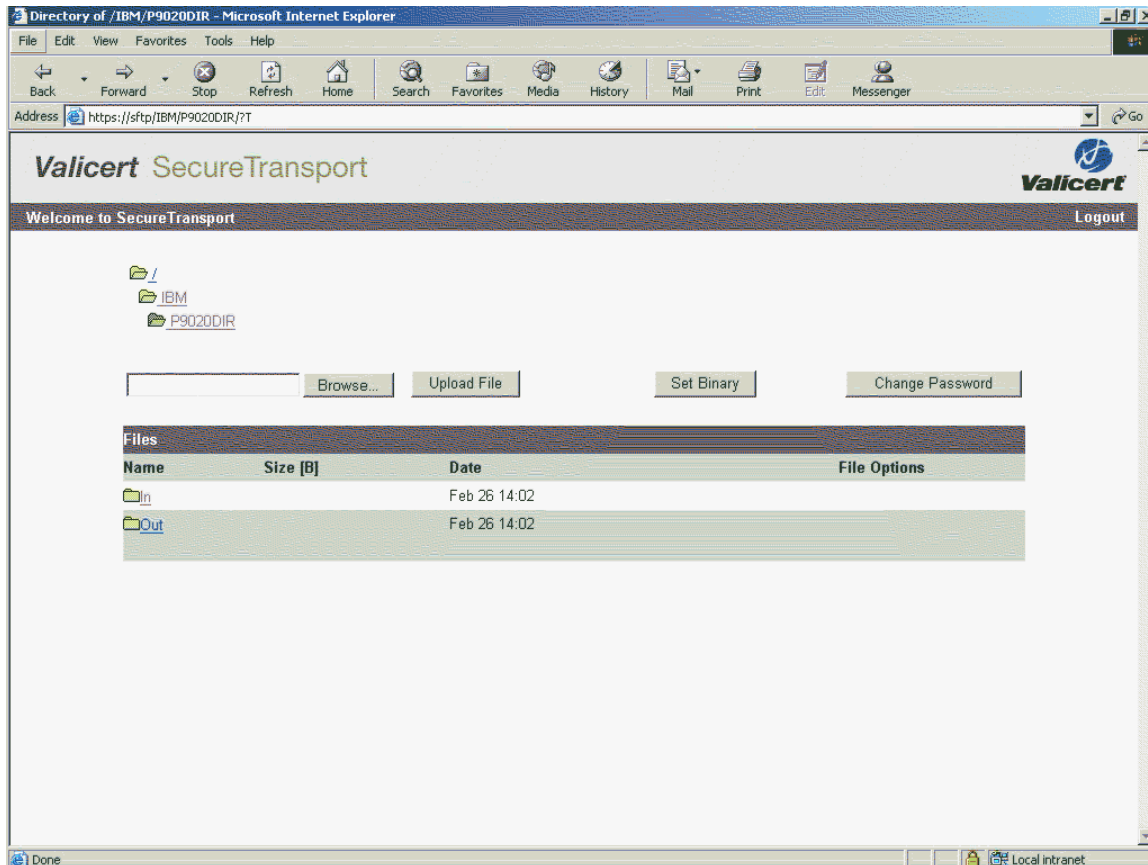 Directory of /IBM/P9020DIR - Microsoft Internet Explorer
File Edit View Favorites Tools Help
Back Forward Stop Refresh Home Search Favorites Media History Mail Print Edit Messenger
Address https://sftp/IBM/P9020DIR/?T Go
Valicert SecureTransport
Valicert
Welcome to SecureTransport Logout
/
IBM
P9020DIR
Browse... Upload File Set Binary Change Password
Files
Name Size [B] Date File Options
In Feb 26 14:02
Out Feb 26 14:02
Done Local intranet